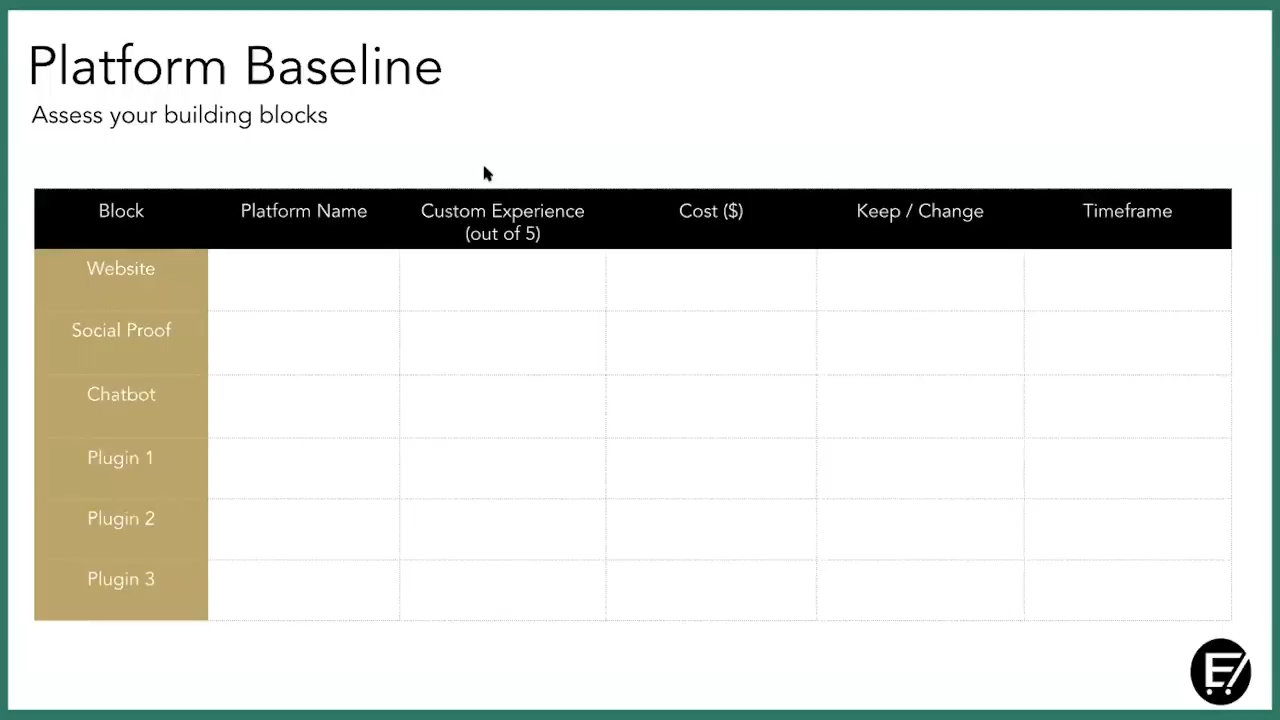 Platform Baseline
Assess your building blocks
Block Platform Name Custom Experience Cost ($) Keep / Change Timeframe
(out of 5)
Website
Social Proof
Chatbot
Plugin 1
Plugin 2
Plugin 3
E